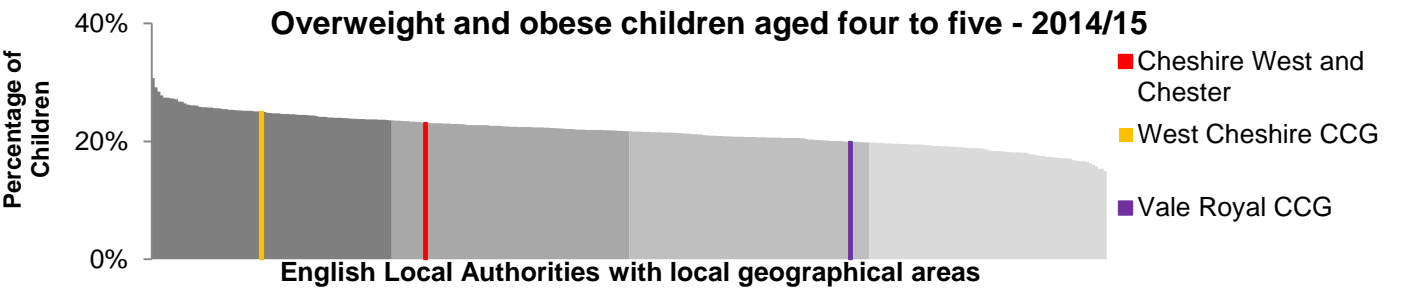 Overweight and obese children aged four to five - 2014/15
Percentage of
Children
40%
20%
0%
English Local Authorities with local geographical areas
Cheshire West and
Chester
West Cheshire CCG
Vale Royal CCG